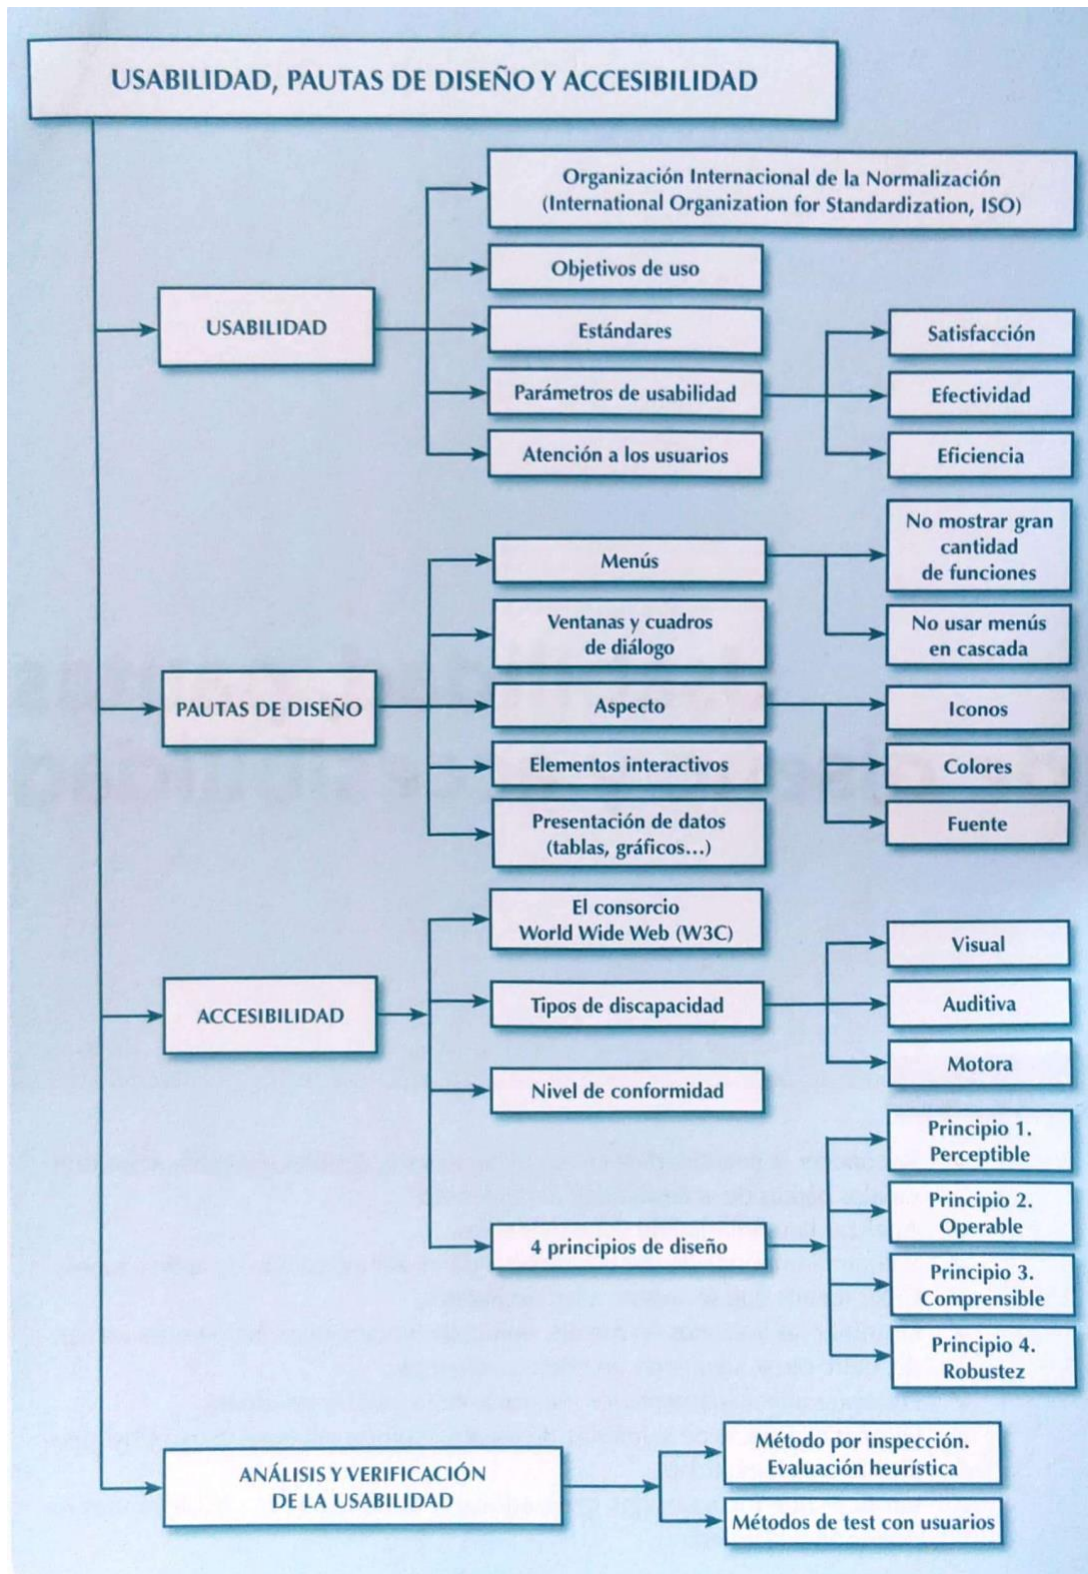 USABILIDAD, PAUTAS DE DISEÑO Y ACCESIBILIDAD
USABILIDAD
Organización Internacional de la Normalización
(International Organization for Standardization, ISO)
Objetivos de uso
Estándares
Parámetros de usabilidad
Satisfacción
Efectividad
Eficiencia
Atención a los usuarios
PAUTAS DE DISEÑO
Menús
No mostrar gran
cantidad
de funciones
No usar menús
en cascada
Ventanas y cuadros
de diálogo
Aspecto
Iconos
Colores
Fuente
Elementos interactivos
Presentación de datos
(tablas, gráficos...)
ACCESIBILIDAD
El consorcio
World Wide Web (W3C)
Tipos de discapacidad
Visual
Auditiva
Motora
Nivel de conformidad
4 principios de diseño
Principio 1.
Perceptible
Principio 2.
Operable
Principio 3.
Comprensible
Principio 4.
Robustez
ANÁLISIS Y VERIFICACIÓN
DE LA USABILIDAD
Método por inspección.
Evaluación heurística
Métodos de test con usuarios